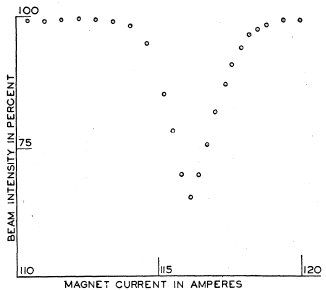 100
BEAM INTENSITY IN PERCENT
75
110
115
120
MAGNET CURRENT IN AMPERES